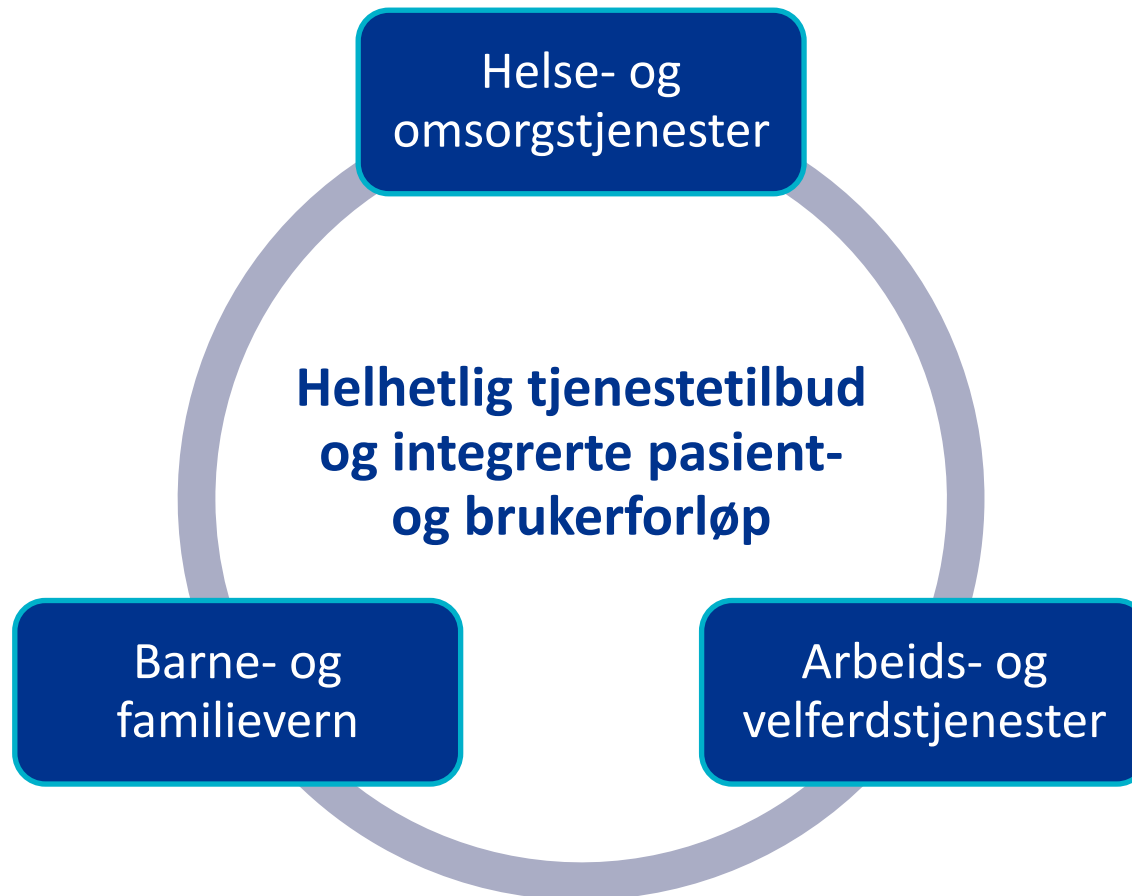 Helse- og
omsorgstjenester
Helhetlig tjenestetilbud
og integrerte pasient-
og brukerforløp
Barne- og
familievern
Arbeids- og
velferdstjenester